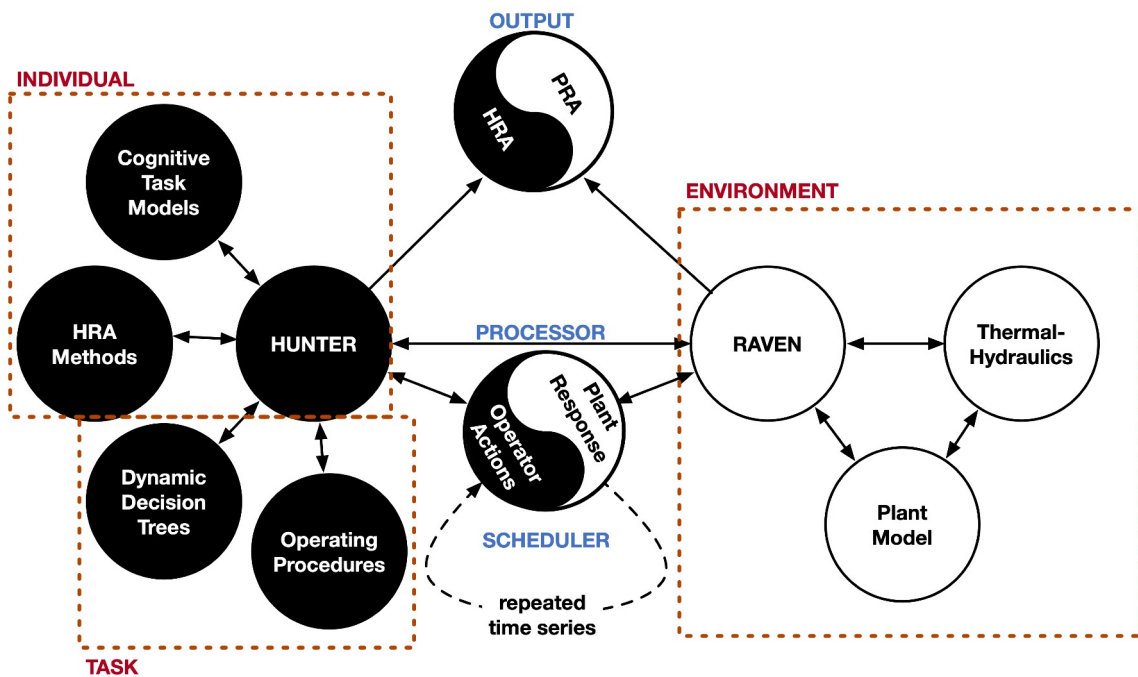 OUTPUT
PRA
HRA
INDIVIDUAL
Cognitive
Task
Models
HRA
Methods
HUNTER
PROCESSOR
ENVIRONMENT
RAVEN
Thermal-
Hydraulics
Plant
Response
Operator
Actions
Dynamic
Decision
Trees
Operating
Procedures
SCHEDULER
Plant
Model
repeated
time series
TASK